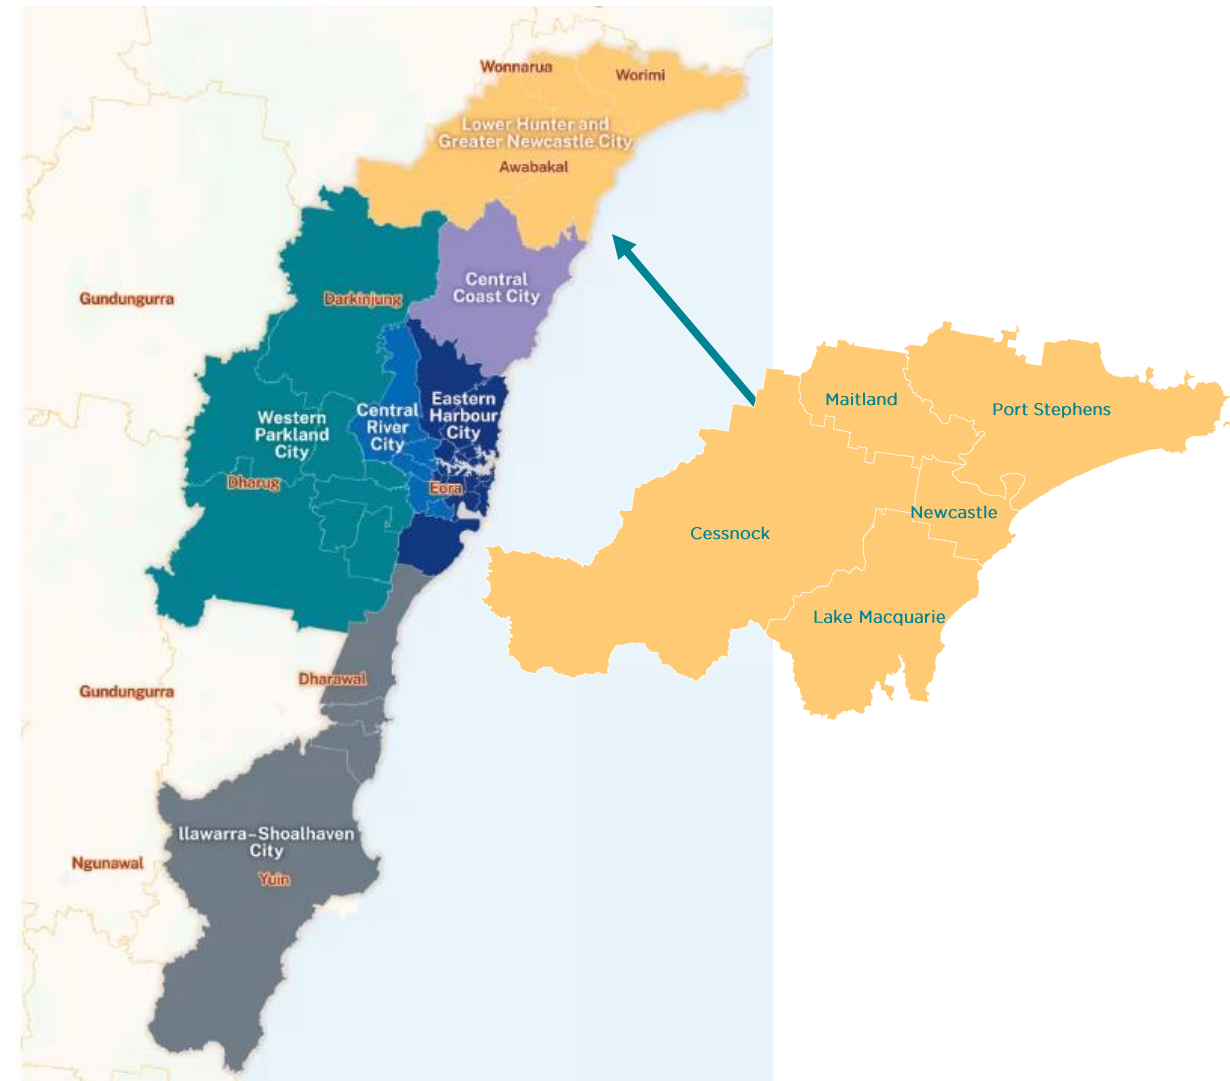 Wonnarua
Worimi
Lower Hunter and
Greater Newcastle City
Awabakal
Central
Coast City
Gundungurra
Darkinjung
Western
Parkland
City
Central
River
City
Eastern
Harbour
City
Dharug
Eora
Maitland
Port Stephens
Newcastle
Cessnock
Lake Macquarie
Dharawal
Gundungurra
Illawarra–Shoalhaven
City
Yuin
Ngunawal